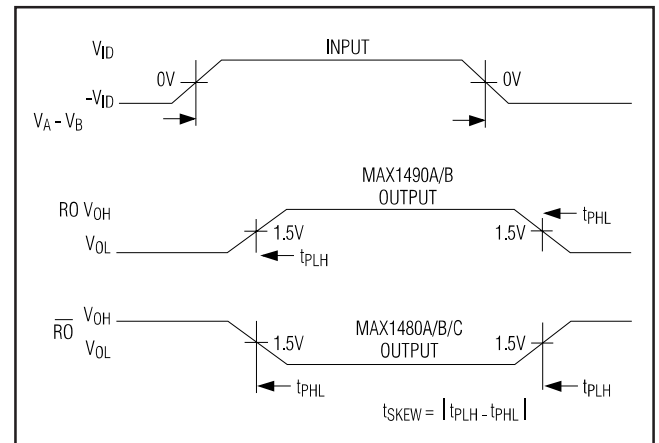 VID
INPUT
0V
0V
-VID
VA - VB
MAX1490A/B
OUTPUT
RO VOH
tPHL
1.5V
1.5V
VOL
tPLH
VOH
RO
MAX1480A/B/C
OUTPUT
1.5V
1.5V
VOL
tPHL
tPLH
tSKEW = | tPLH - tPHL |